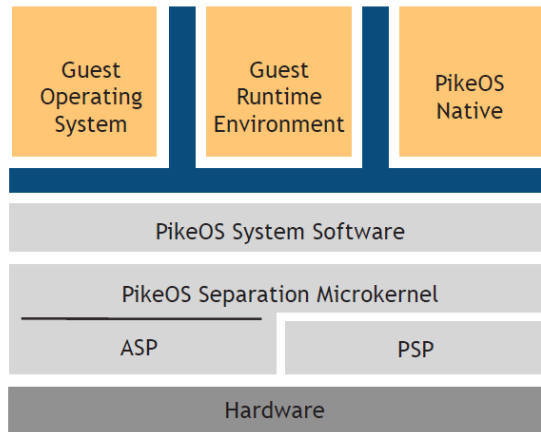 Guest
Operating
System
Guest
Runtime
Environment
PikeOS
Native
PikeOS System Software
PikeOS Separation Microkernel
ASP
PSP
Hardware